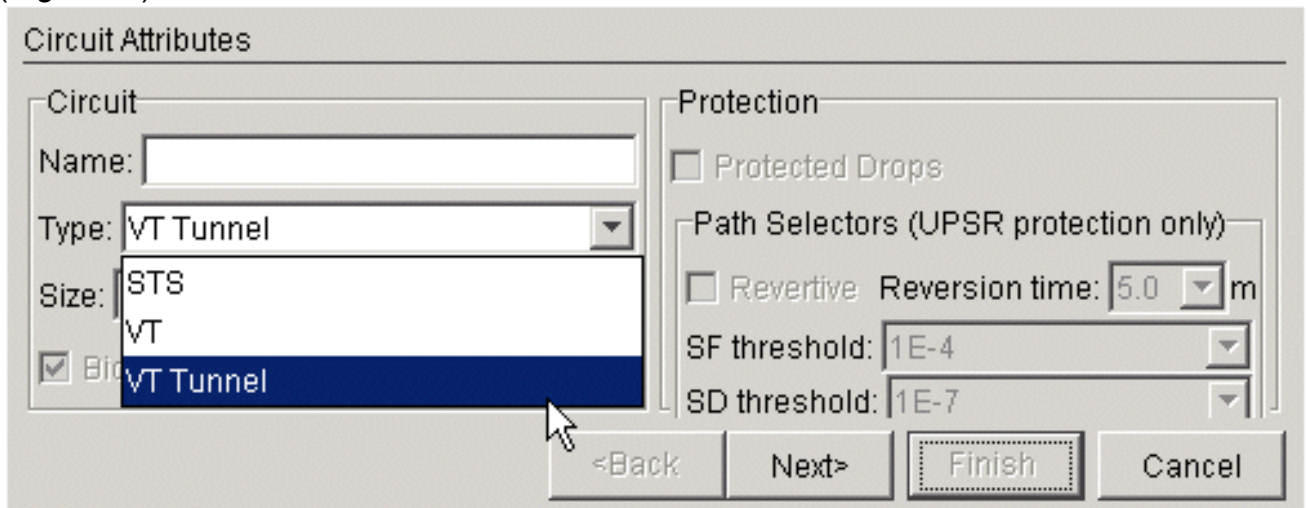 Circuit Attributes
Circuit
Name:
Type: VT Tunnel
STS
Size:
VT
VT Tunnel
Protection
Protected Drops
Path Selectors (UPSR protection only)
Revertive Reversion time: 5.0 m
SF threshold: 1E-4
SD threshold: 1E-7
<Back Next> Finish Cancel